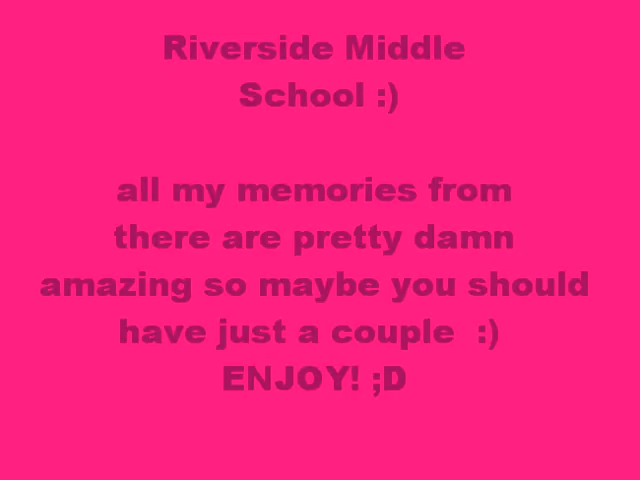 Riverside Middle
School :)
all my memories from
there are pretty damn
amazing so maybe you should
have just a couple  :)
ENJOY! ;D